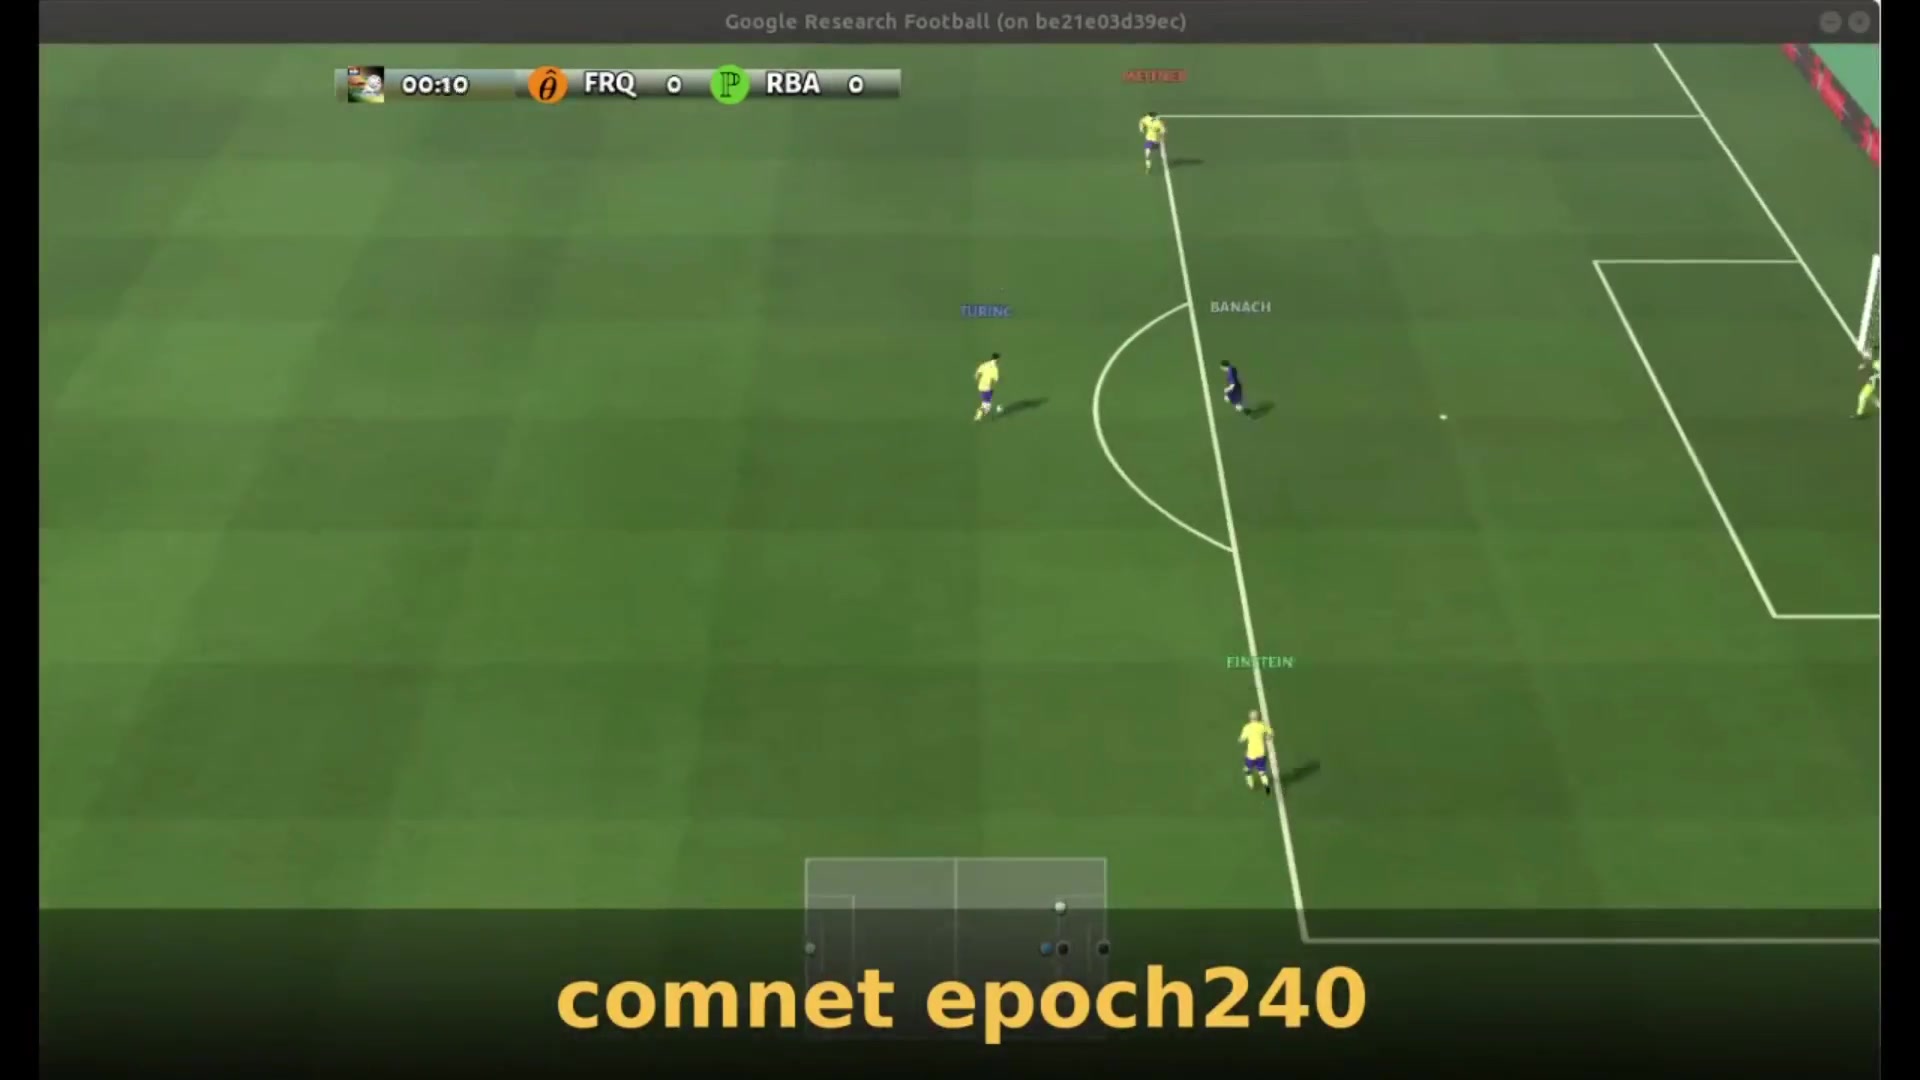 Google Research Football (on be21e03d39ec)
00:10 θ̂ FRQ 0 P RBA 0
TURING
BANACH
EINSTEIN
comnet epoch240